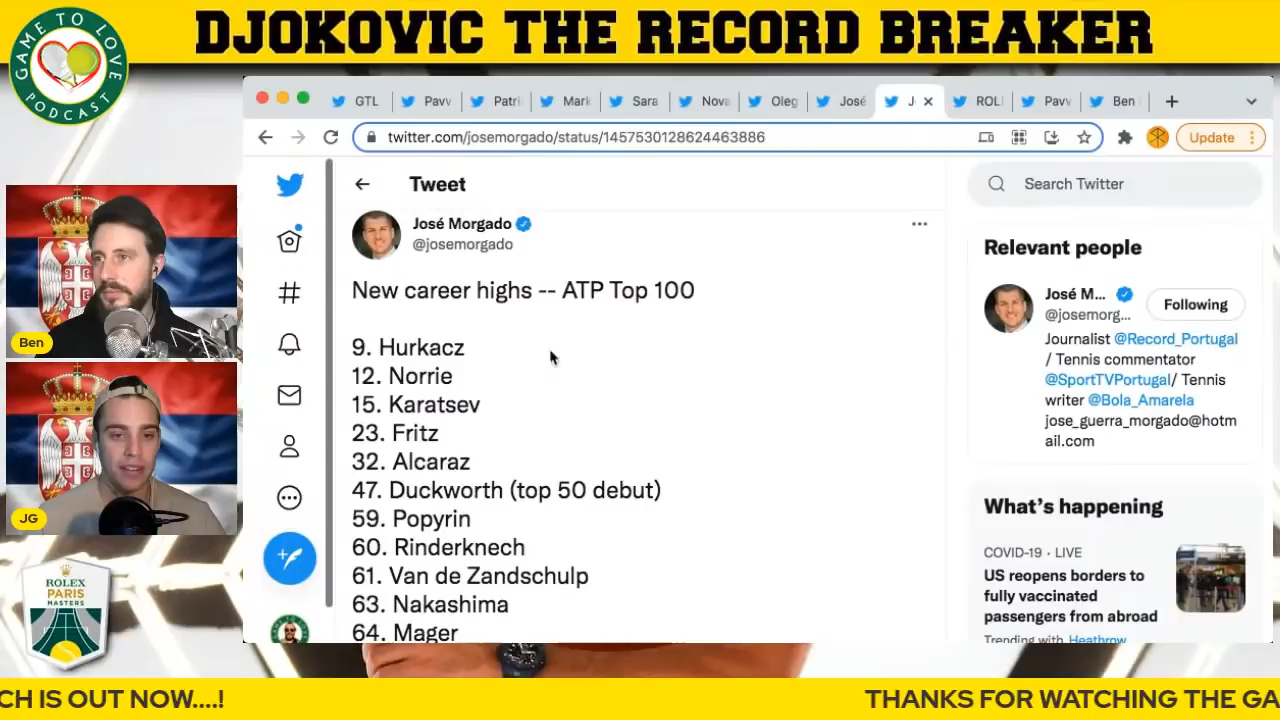 DJOKOVIC THE RECORD BREAKER
GAME TO LOVE
PODCAST
GTL
Pavv
Patri
Mark
Sara
Nova
Oleg
José
J
ROL
Pavv
Ben
twitter.com/josemorgado/status/1457530128624463886
Update
Tweet
Search Twitter
José Morgado
@josemorgado
New career highs -- ATP Top 100
9. Hurkacz
12. Norrie
15. Karatsev
23. Fritz
32. Alcaraz
47. Duckworth (top 50 debut)
59. Popyrin
60. Rinderknech
61. Van de Zandschulp
63. Nakashima
64. Mager
Relevant people
José M...
@josemorg...
Following
Journalist @Record_Portugal
/ Tennis commentator
@SportTVPortugal/ Tennis
writer @Bola_Amarela
jose_guerra_morgado@hotm
ail.com
What's happening
COVID-19 · LIVE
US reopens borders to
fully vaccinated
passengers from abroad
Trending with Heathrow
Ben
JG
ROLEX
PARIS
MASTERS
CH IS OUT NOW....!
THANKS FOR WATCHING THE GA